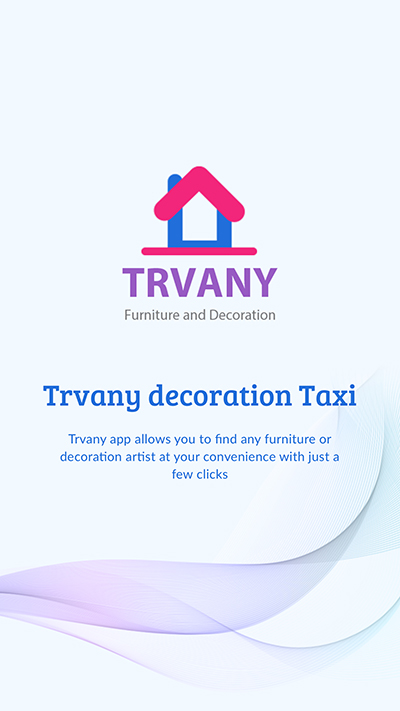 TRVANY
Furniture and Decoration
Trvany decoration Taxi
Trvany app allows you to find any furniture or
decoration artist at your convenience with just a
few clicks